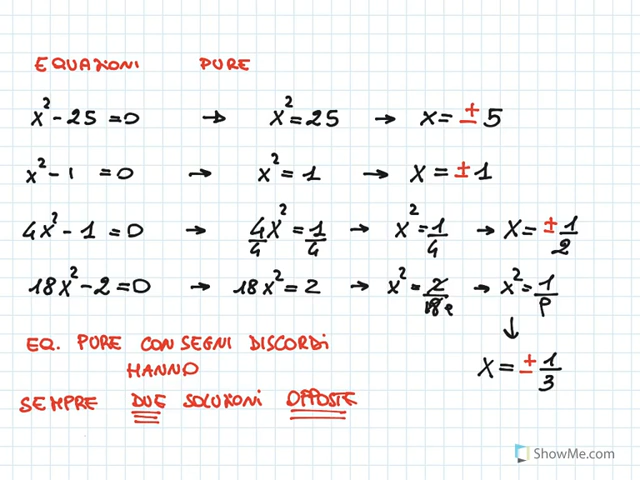 EQUAZIONI PURE
x² - 25 = 0 → x² = 25 → x = ± 5
x² - 1 = 0 → x² = 1 → x = ± 1
4x² - 1 = 0 → 4x²/4 = 1/4 → x² = 1/4 → x = ± 1/2
18x² - 2 = 0 → 18x² = 2 → x² = 2/18 9 → x² = 1/9
↓
x = ± 1/3
EQ. PURE CON SEGNI DISCORDI
HANNO
SEMPRE DUE SOLUZIONI OPPOSTE
ShowMe.com